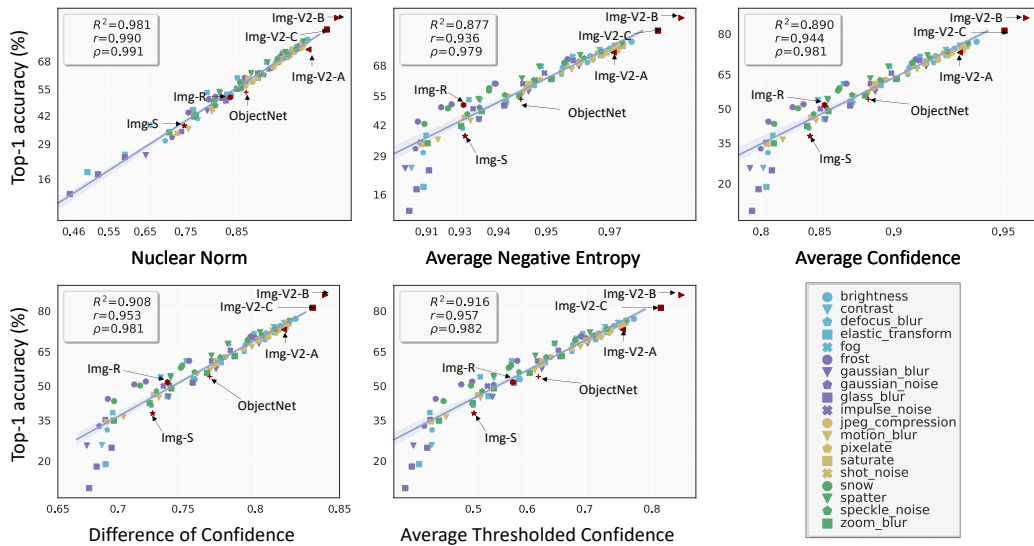 Top-1 accuracy (%)
R²=0.981
r=0.990
ρ=0.991
Img-V2-B
Img-V2-C
Img-V2-A
Img-R
ObjectNet
Img-S
68
55
42
29
16
0.46
0.55
0.65
0.75
0.85
Nuclear Norm
R²=0.877
r=0.936
ρ=0.979
Img-V2-B
Img-V2-C
Img-V2-A
Img-R
ObjectNet
Img-S
81
68
55
42
29
16
0.91
0.93
0.94
0.95
0.97
Average Negative Entropy
R²=0.890
r=0.944
ρ=0.981
Img-V2-B
Img-V2-C
Img-V2-A
Img-R
ObjectNet
Img-S
80
65
50
35
20
0.8
0.85
0.9
0.95
Average Confidence
Top-1 accuracy (%)
R²=0.908
r=0.953
ρ=0.981
Img-V2-B
Img-V2-C
Img-V2-A
Img-R
ObjectNet
Img-S
80
65
50
35
20
0.65
0.7
0.75
0.8
0.85
Difference of Confidence
R²=0.916
r=0.957
ρ=0.982
Img-V2-B
Img-V2-C
Img-V2-A
Img-R
ObjectNet
Img-S
80
65
50
35
20
0.4
0.5
0.6
0.7
0.8
Average Thresholded Confidence
brightness
contrast
defocus_blur
elastic_transform
fog
frost
gaussian_blur
gaussian_noise
glass_blur
impulse_noise
jpeg_compression
motion_blur
pixelate
saturate
shot_noise
snow
spatter
speckle_noise
zoom_blur